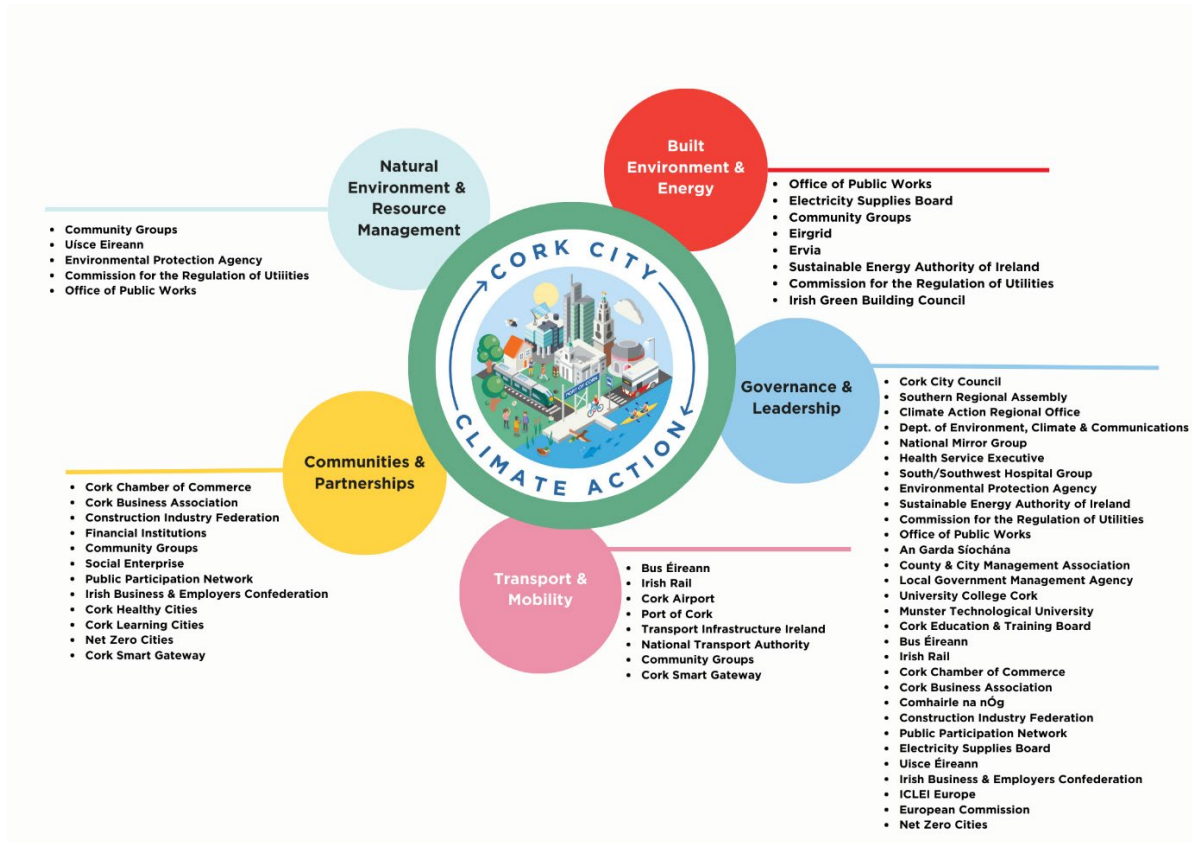 Natural
Environment &
Resource
Management
• Community Groups
• Uísce Eireann
• Environmental Protection Agency
• Commission for the Regulation of Utiiities
• Office of Public Works
Built
Environment &
Energy
• Office of Public Works
• Electricity Supplies Board
• Community Groups
• Eirgrid
• Ervia
• Sustainable Energy Authority of Ireland
• Commission for the Regulation of Utilities
• Irish Green Building Council
CORK CITY
CLIMATE ACTION
PORT OF CORK
Governance &
Leadership
• Cork City Council
• Southern Regional Assembly
• Climate Action Regional Office
• Dept. of Environment, Climate & Communications
• National Mirror Group
• Health Service Executive
• South/Southwest Hospital Group
• Environmental Protection Agency
• Sustainable Energy Authority of Ireland
• Commission for the Regulation of Utilities
• Office of Public Works
• An Garda Síochána
• County & City Management Association
• Local Government Management Agency
• University College Cork
• Munster Technological University
• Cork Education & Training Board
• Bus Éireann
• Irish Rail
• Cork Chamber of Commerce
• Cork Business Association
• Comhairle na nÓg
• Construction Industry Federation
• Public Participation Network
• Electricity Supplies Board
• Uisce Éireann
• Irish Business & Employers Confederation
• ICLEI Europe
• European Commission
• Net Zero Cities
Communities &
Partnerships
• Cork Chamber of Commerce
• Cork Business Association
• Construction Industry Federation
• Financial Institutions
• Community Groups
• Social Enterprise
• Public Participation Network
• Irish Business & Employers Confederation
• Cork Healthy Cities
• Cork Learning Cities
• Net Zero Cities
• Cork Smart Gateway
Transport &
Mobility
• Bus Éireann
• Irish Rail
• Cork Airport
• Port of Cork
• Transport Infrastructure Ireland
• National Transport Authority
• Community Groups
• Cork Smart Gateway